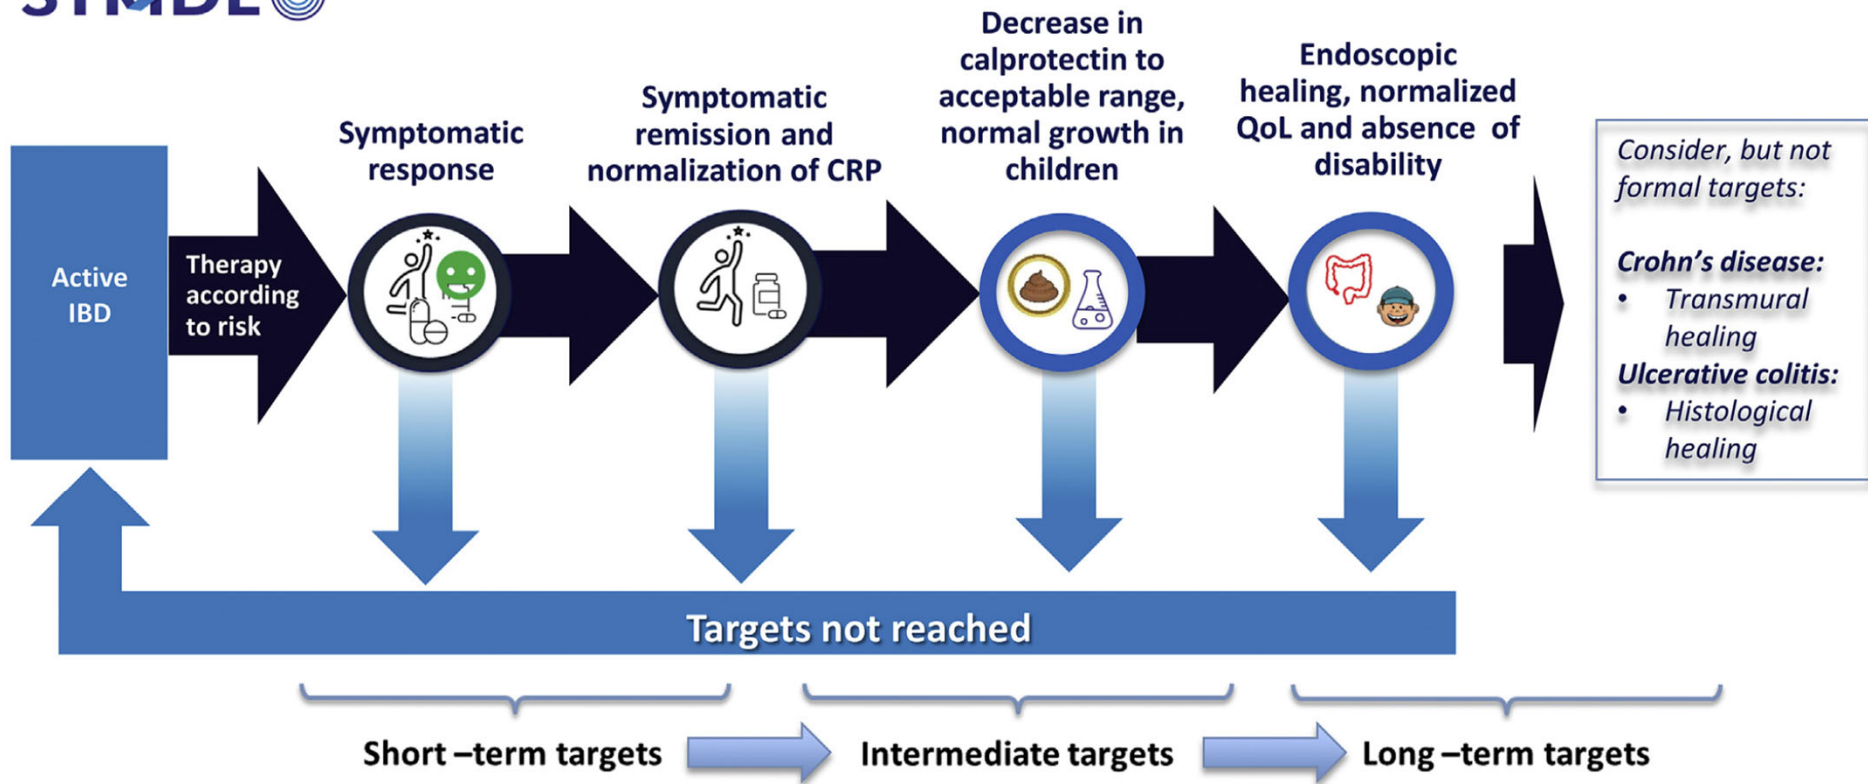 Symptomatic
response
Symptomatic
remission and
normalization of CRP
Decrease in
calprotectin to
acceptable range,
normal growth in
children
Endoscopic
healing, normalized
QoL and absence of
disability
Active
IBD
Therapy
according
to risk
Consider, but not
formal targets:
Crohn’s disease:
• Transmural
healing
Ulcerative colitis:
• Histological
healing
Targets not reached
Short –term targets
Intermediate targets
Long –term targets